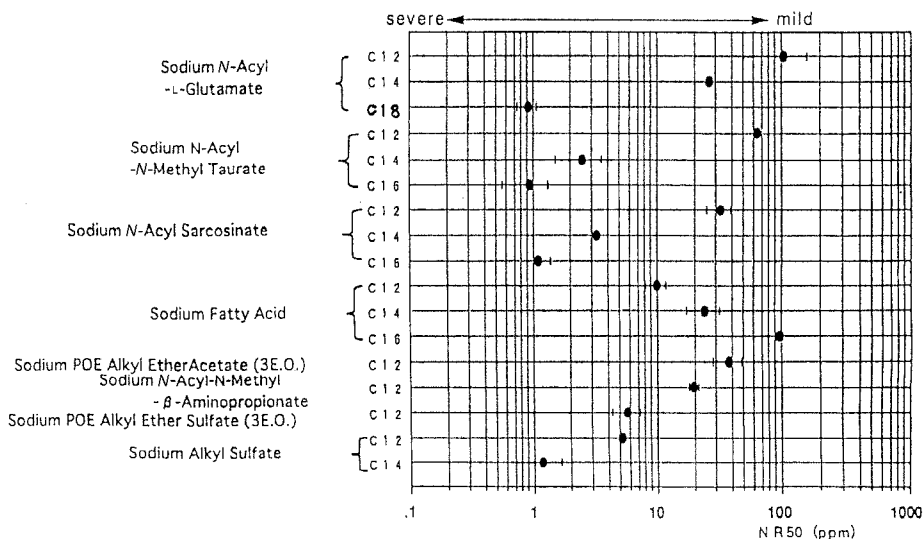 severe mild
Sodium N-Acyl
-L-Glutamate
C12
C14
C18
Sodium N-Acyl
-N-Methyl Taurate
C12
C14
C16
Sodium N-Acyl Sarcosinate
C12
C14
C16
Sodium Fatty Acid
C12
C14
C16
Sodium POE Alkyl EtherAcetate (3E.O.)
C12
Sodium N-Acyl-N-Methyl
-β-Aminopropionate
C12
Sodium POE Alkyl Ether Sulfate (3E.O.)
C12
Sodium Alkyl Sulfate
C12
C14
.1 1 10 100 1000
NR50 (ppm)